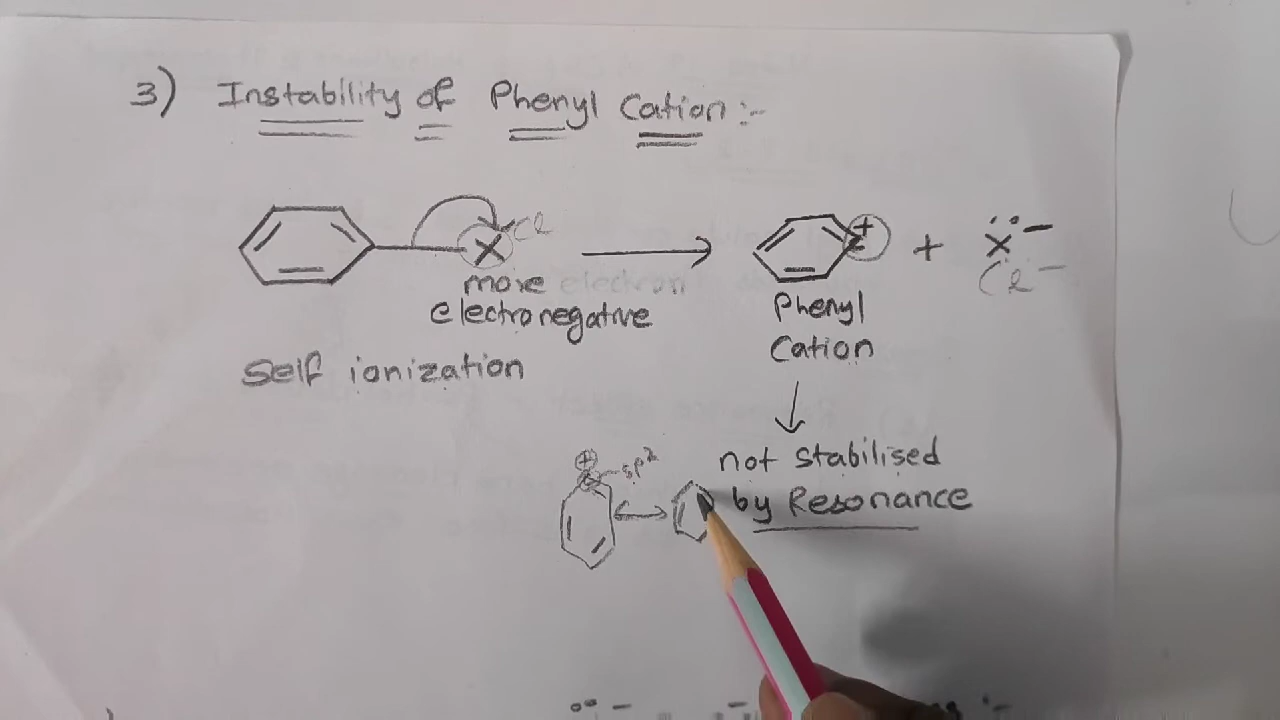 3) Instability of Phenyl Cation :-
X Cl
+
+ X ••−
Cl−
more
electronegative
Phenyl
Cation
Self ionization
not stabilised
by Resonance
+
sp²